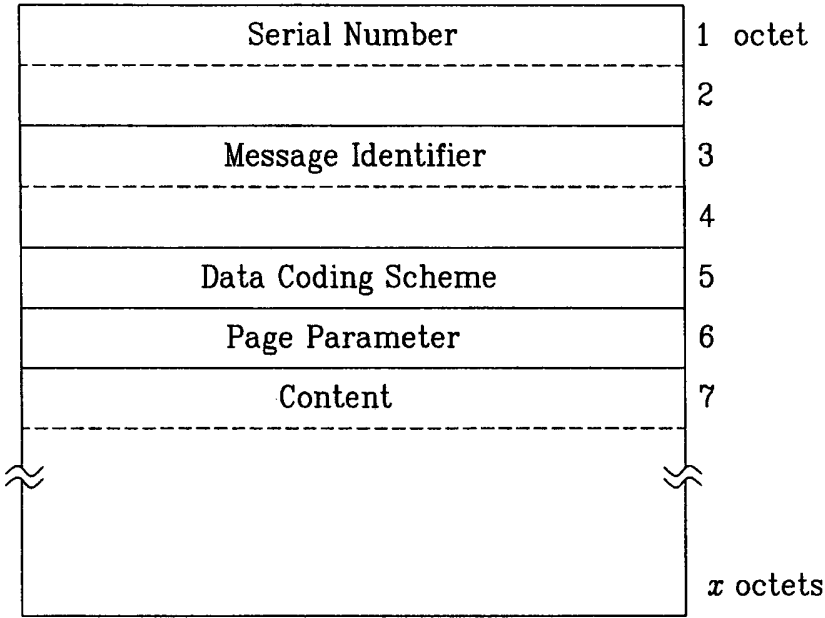 Serial Number 1 octet
2
Message Identifier 3
4
Data Coding Scheme 5
Page Parameter 6
Content 7
x octets